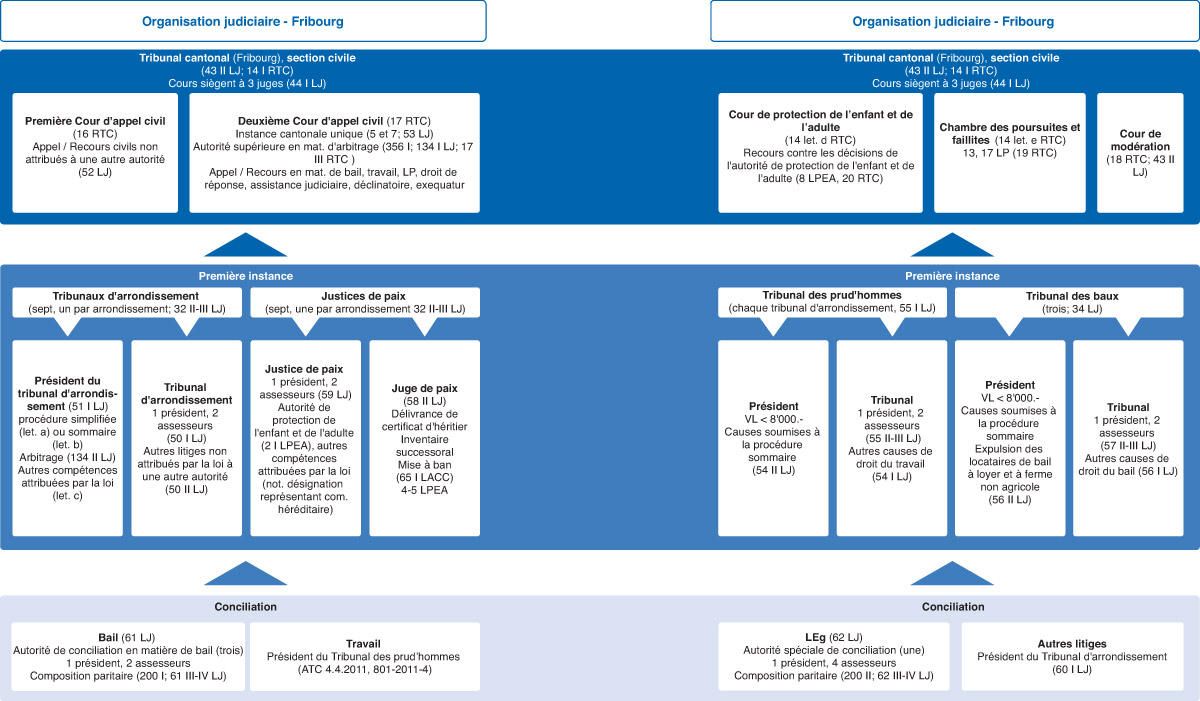 Organisation judiciaire - Fribourg
Tribunal cantonal (Fribourg), section civile
(43 II LJ; 14 I RTC)
Cours siègent à 3 juges (44 I LJ)
Première Cour d'appel civil
(16 RTC)
Appel / Recours civils non
attribués à une autre autorité
(52 LJ)
Deuxième Cour d'appel civil (17 RTC)
Instance cantonale unique (5 et 7; 53 LJ)
Autorité supérieure en mat. d'arbitrage (356 I; 134 I LJ; 17
III RTC )
Appel / Recours en mat. de bail, travail, LP, droit de
réponse, assistance judiciaire, déclinatoire, exequatur
Première instance
Tribunaux d'arrondissement
(sept, un par arrondissement; 32 II-III LJ)
Justices de paix
(sept, une par arrondissement 32 II-III LJ)
Président du
tribunal d'arrondis-
sement (51 I LJ)
procédure simplifiée
(let. a) ou sommaire
(let. b)
Arbitrage (134 II LJ)
Autres compétences
attribuées par la loi
(let. c)
Tribunal
d'arrondissement
1 président, 2
assesseurs
(50 I LJ)
Autres litiges non
attribués par la loi à
une autre autorité
(50 II LJ)
Justice de paix
1 président, 2
assesseurs (59 LJ)
Autorité de
protection de
l'enfant et de l'adulte
(2 I LPEA), autres
compétences
attribuées par la loi
(not. désignation
représentant com.
héréditaire)
Juge de paix
(58 II LJ)
Délivrance de
certificat d'héritier
Inventaire
successoral
Mise à ban
(65 I LACC)
4-5 LPEA
Conciliation
Bail (61 LJ)
Autorité de conciliation en matière de bail (trois)
1 président, 2 assesseurs
Composition paritaire (200 I; 61 III-IV LJ)
Travail
Président du Tribunal des prud'hommes
(ATC 4.4.2011, 801-2011-4)
Organisation judiciaire - Fribourg
Tribunal cantonal (Fribourg), section civile
(43 II LJ; 14 I RTC)
Cours siègent à 3 juges (44 I LJ)
Cour de protection de l'enfant et de
l'adulte
(14 let. d RTC)
Recours contre les décisions de
l'autorité de protection de l'enfant et de
l'adulte (8 LPEA, 20 RTC)
Chambre des poursuites et
faillites (14 let. e RTC)
13, 17 LP (19 RTC)
Cour de
modération
(18 RTC; 43 II
LJ)
Première instance
Tribunal des prud'hommes
(chaque tribunal d'arrondissement, 55 I LJ)
Tribunal des baux
(trois; 34 LJ)
Président
VL < 8'000.-
Causes soumises à
la procédure
sommaire
(54 II LJ)
Tribunal
1 président, 2
assesseurs
(55 II-III LJ)
Autres causes de
droit du travail
(54 I LJ)
Président
VL < 8'000.-
Causes soumises à
la procédure
sommaire
Expulsion des
locataires de bail
à loyer et à ferme
non agricole
(56 II LJ)
Tribunal
1 président, 2
assesseurs
(57 II-III LJ)
Autres causes de
droit du bail (56 I LJ)
Conciliation
LEg (62 LJ)
Autorité spéciale de conciliation (une)
1 président, 4 assesseurs
Composition paritaire (200 II; 62 III-IV LJ)
Autres litiges
Président du Tribunal d'arrondissement
(60 I LJ)